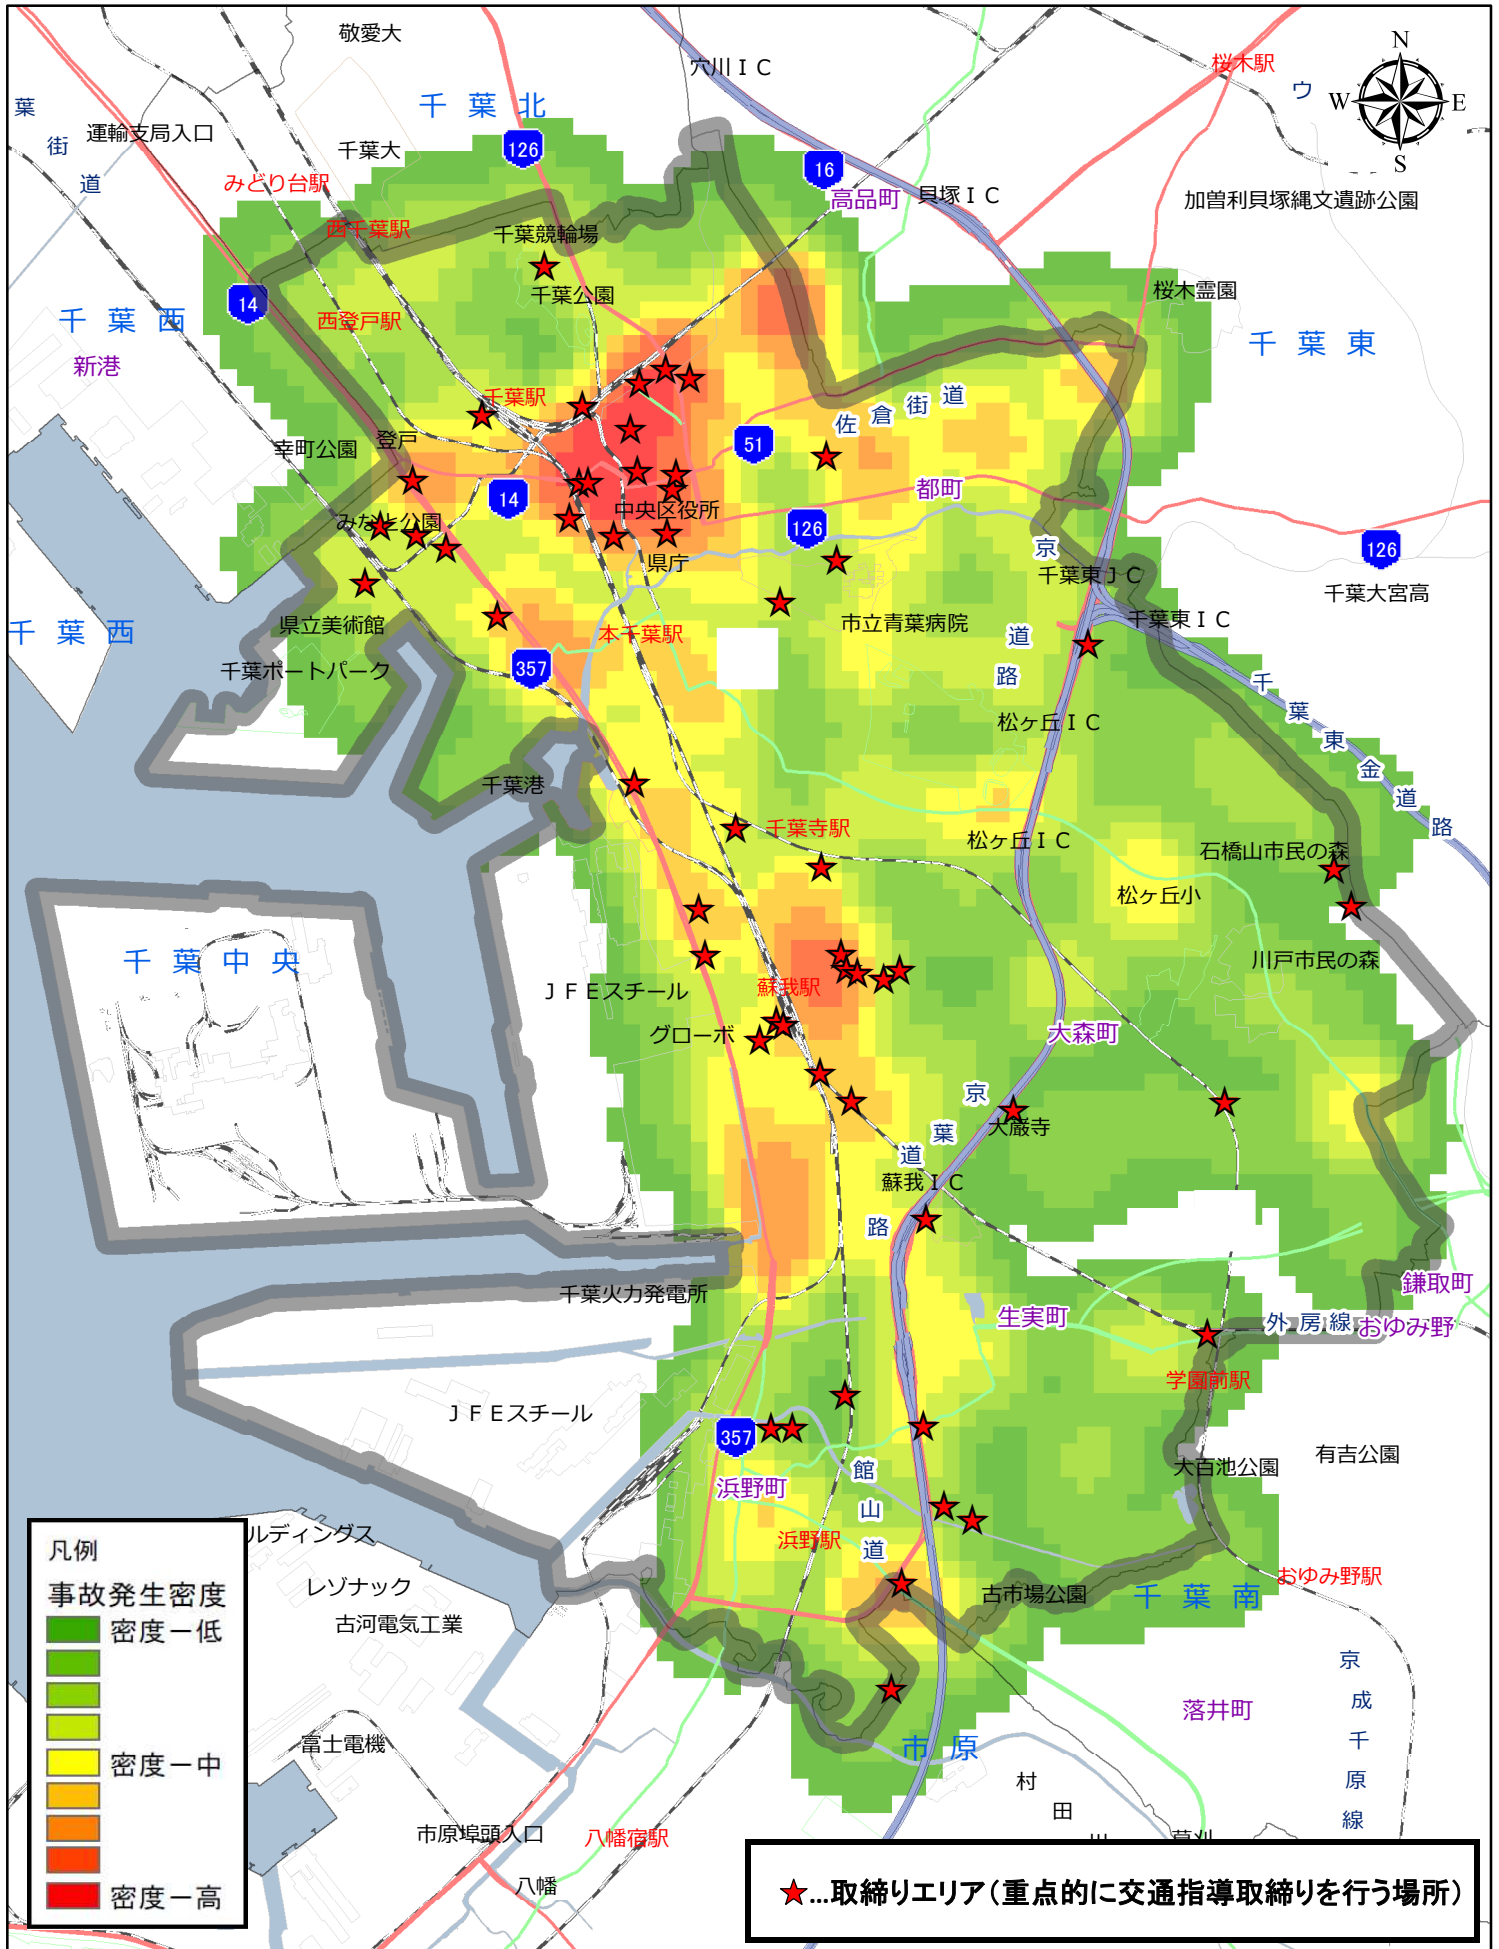 敬愛大
穴川ＩＣ
桜木駅
N
W
E
S
ウ
千葉北
葉街道
運輸支局入口
千葉大
126
16
みどり台駅
高品町
貝塚ＩＣ
加曽利貝塚縄文遺跡公園
西千葉駅
千葉競輪場
千葉公園
桜木霊園
14
千葉西
西登戸駅
千葉東
新港
千葉駅
佐倉街道
幸町公園
登戸
51
都町
14
中央区役所
みなと公園
126
京
県庁
126
千葉東ＪＣ
千葉大宮高
千葉西
県立美術館
本千葉駅
市立青葉病院
道
路
千葉東ＩＣ
千葉ポートパーク
357
千葉東金道路
松ヶ丘ＩＣ
千葉港
千葉寺駅
松ヶ丘ＩＣ
石橋山市民の森
松ヶ丘小
千葉中央
川戸市民の森
ＪＦＥスチール
蘇我駅
グローボ
大森町
京葉道路
大厳寺
蘇我ＩＣ
千葉火力発電所
生実町
鎌取町
外房線
おゆみ野
学園前駅
ＪＦＥスチール
357
大百池公園
有吉公園
浜野町
館山道
浜野駅
ルディングス
おゆみ野駅
レゾナック
古市場公園
千葉南
古河電気工業
京成千原線
落井町
富士電機
市原
村
田
市原埠頭入口
八幡宿駅
八幡
凡例
事故発生密度
密度－低
密度－中
密度－高
★…取締りエリア（重点的に交通指導取締りを行う場所）